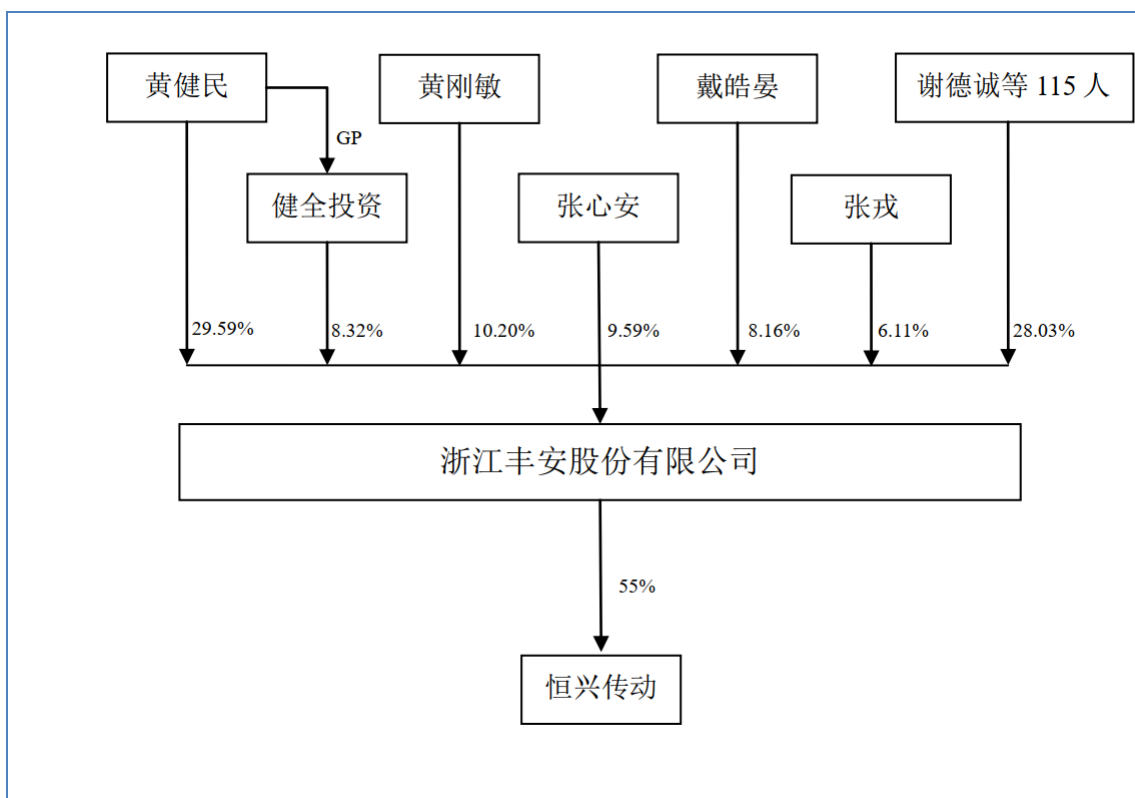 黄健民
黄刚敏
戴皓晏
谢德诚等 115 人
GP
健全投资
张心安
张戎
29.59%
8.32%
10.20%
9.59%
8.16%
6.11%
28.03%
浙江丰安股份有限公司
55%
恒兴传动